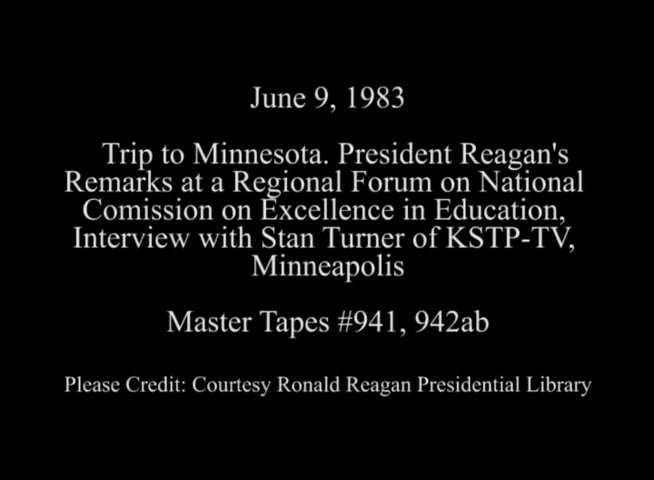 June 9, 1983
Trip to Minnesota. President Reagan's
Remarks at a Regional Forum on National
Comission on Excellence in Education,
Interview with Stan Turner of KSTP-TV,
Minneapolis
Master Tapes #941, 942ab
Please Credit: Courtesy Ronald Reagan Presidential Library